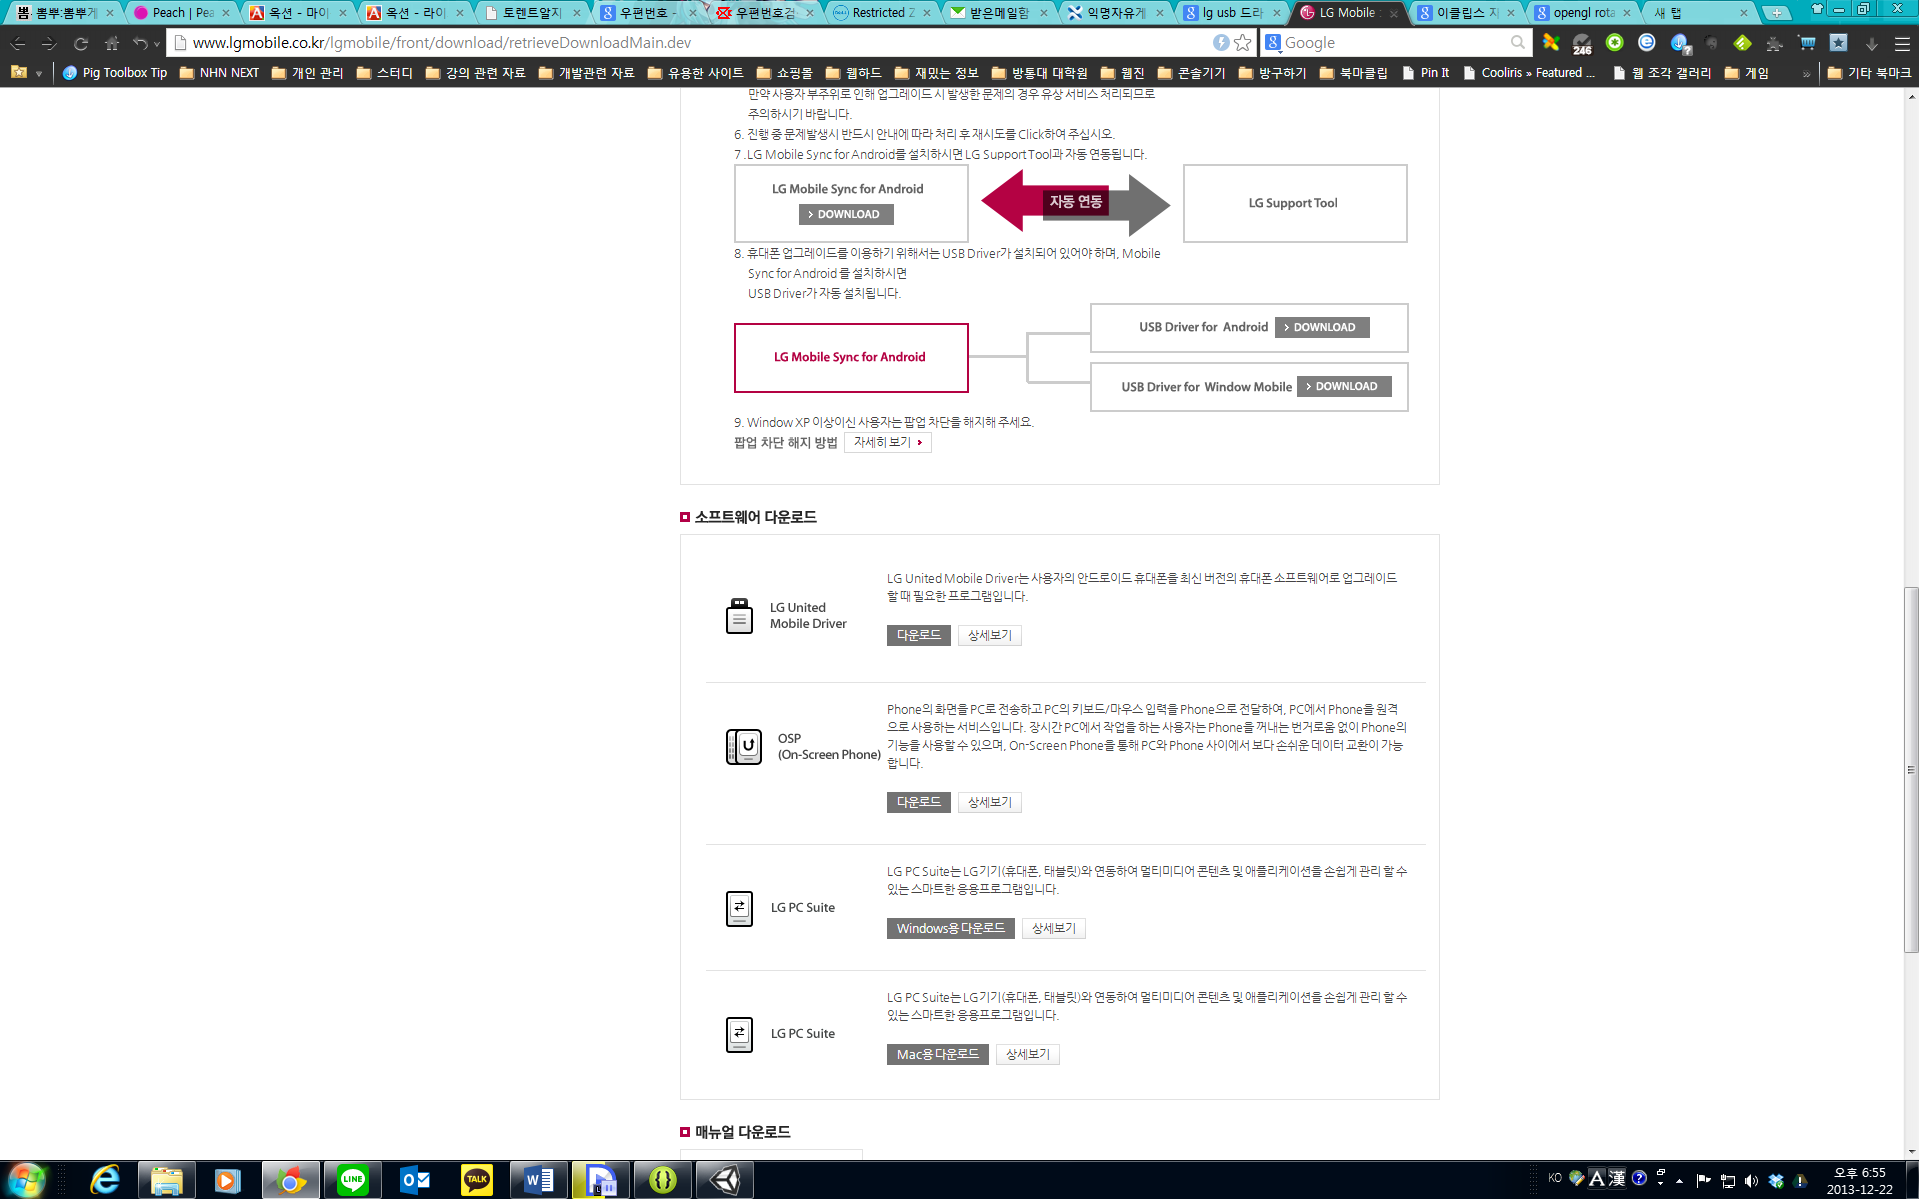 뽐뿌:뽐뿌게
Peach | Pea
옥션 - 마이
옥션 - 라이
토렌트알지
우편번호
우편번호검
Restricted Z
받은메일함
익명자유게
lg usb 드라
LG Mobile :
이클립스 지
opengl rota
새 탭
www.lgmobile.co.kr/lgmobile/front/download/retrieveDownloadMain.dev
Google
246
Pig Toolbox Tip
NHN NEXT
개인 관리
스터디
강의 관련 자료
개발관련 자료
유용한 사이트
쇼핑몰
웹하드
재밌는 정보
방통대 대학원
웹진
콘솔기기
방구하기
북마클립
Pin It
Cooliris » Featured ...
웹 조각 갤러리
게임
»
기타 북마크
만약 사용자 부주위로 인해 업그레이드 시 발생한 문제의 경우 유상 서비스 처리되므로
주의하시기 바랍니다.
6. 진행 중 문제발생시 반드시 안내에 따라 처리 후 재시도를 Click하여 주십시오.
7 .LG Mobile Sync for Android를 설치하시면 LG Support Tool과 자동 연동됩니다.
LG Mobile Sync for Android
> DOWNLOAD
자동 연동
LG Support Tool
8. 휴대폰 업그레이드를 이용하기 위해서는 USB Driver가 설치되어 있어야 하며, Mobile
Sync for Android 를 설치하시면
USB Driver가 자동 설치됩니다.
LG Mobile Sync for Android
USB Driver for Android > DOWNLOAD
USB Driver for Window Mobile > DOWNLOAD
9. Window XP 이상이신 사용자는 팝업 차단을 해지해 주세요.
팝업 차단 해지 방법 자세히 보기
소프트웨어 다운로드
LG United
Mobile Driver
LG United Mobile Driver는 사용자의 안드로이드 휴대폰을 최신 버전의 휴대폰 소프트웨어로 업그레이드
할 때 필요한 프로그램입니다.
다운로드 상세보기
OSP
(On-Screen Phone)
Phone의 화면을 PC로 전송하고 PC의 키보드/마우스 입력을 Phone으로 전달하여, PC에서 Phone을 원격
으로 사용하는 서비스입니다. 장시간 PC에서 작업을 하는 사용자는 Phone을 꺼내는 번거로움 없이 Phone의
기능을 사용할 수 있으며, On-Screen Phone을 통해 PC와 Phone 사이에서 보다 손쉬운 데이터 교환이 가능
합니다.
다운로드 상세보기
LG PC Suite
LG PC Suite는 LG기기(휴대폰, 태블릿)와 연동하여 멀티미디어 콘텐츠 및 애플리케이션을 손쉽게 관리 할 수
있는 스마트한 응용프로그램입니다.
Windows용 다운로드 상세보기
LG PC Suite
LG PC Suite는 LG기기(휴대폰, 태블릿)와 연동하여 멀티미디어 콘텐츠 및 애플리케이션을 손쉽게 관리 할 수
있는 스마트한 응용프로그램입니다.
Mac용 다운로드 상세보기
매뉴얼 다운로드
LINE
TALK
KO
A 漢
오후 6:55
2013-12-22